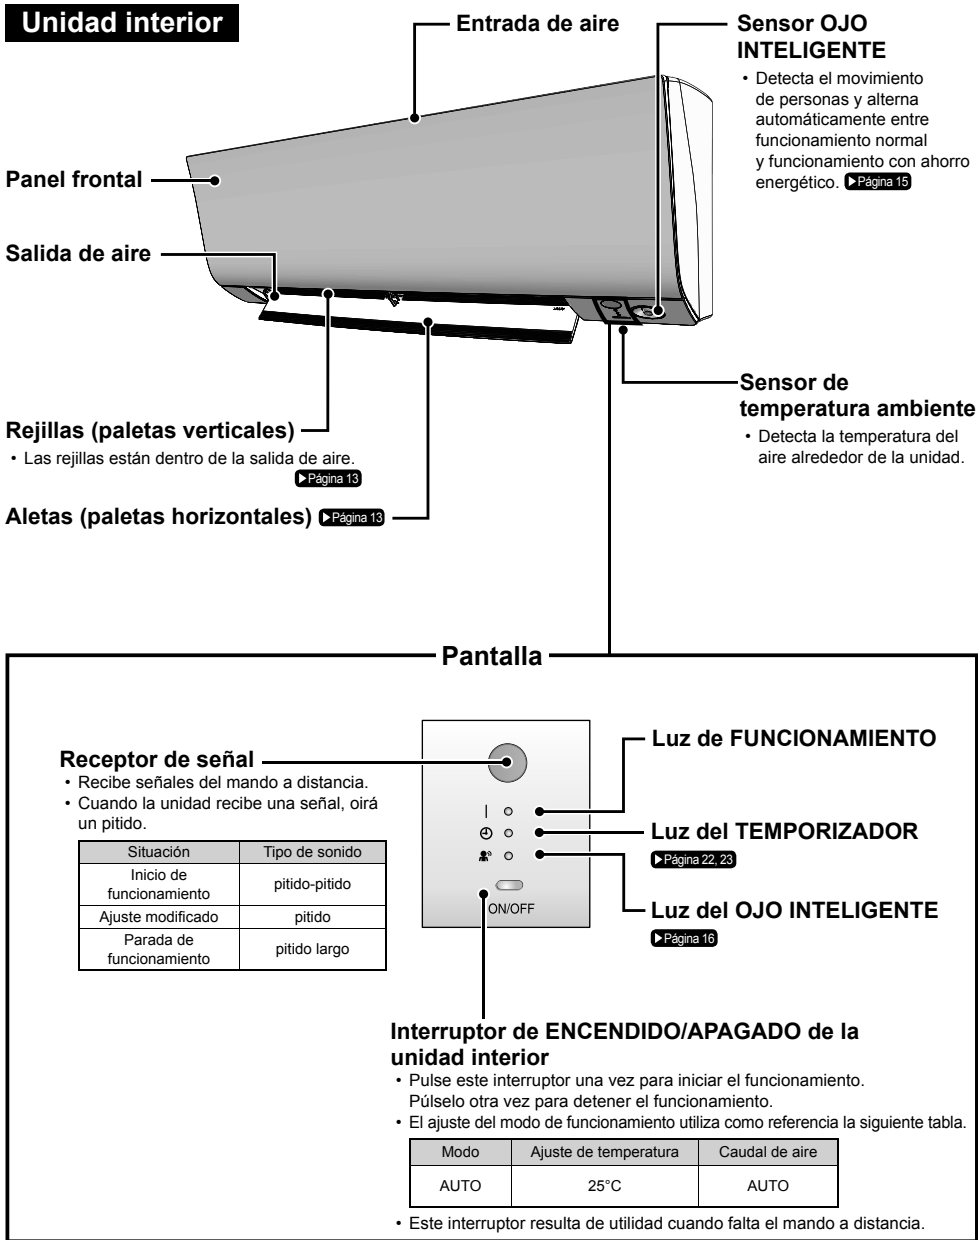 Unidad interior
Entrada de aire
Sensor OJO
INTELIGENTE
• Detecta el movimiento
de personas y alterna
automáticamente entre
funcionamiento normal
y funcionamiento con ahorro
energético. ▶Página 15
Panel frontal
Salida de aire
Sensor de
temperatura ambiente
• Detecta la temperatura del
aire alrededor de la unidad.
Rejillas (paletas verticales)
• Las rejillas están dentro de la salida de aire.
▶Página 13
Aletas (paletas horizontales) ▶Página 13
Pantalla
Receptor de señal
• Recibe señales del mando a distancia.
• Cuando la unidad recibe una señal, oirá
un pitido.
Situación Tipo de sonido
Inicio de
funcionamiento pitido-pitido
Ajuste modificado pitido
Parada de
funcionamiento pitido largo
ON/OFF
Luz de FUNCIONAMIENTO
Luz del TEMPORIZADOR
▶Página 22, 23
Luz del OJO INTELIGENTE
▶Página 16
Interruptor de ENCENDIDO/APAGADO de la
unidad interior
• Pulse este interruptor una vez para iniciar el funcionamiento.
Púlselo otra vez para detener el funcionamiento.
• El ajuste del modo de funcionamiento utiliza como referencia la siguiente tabla.
Modo Ajuste de temperatura Caudal de aire
AUTO 25°C AUTO
• Este interruptor resulta de utilidad cuando falta el mando a distancia.